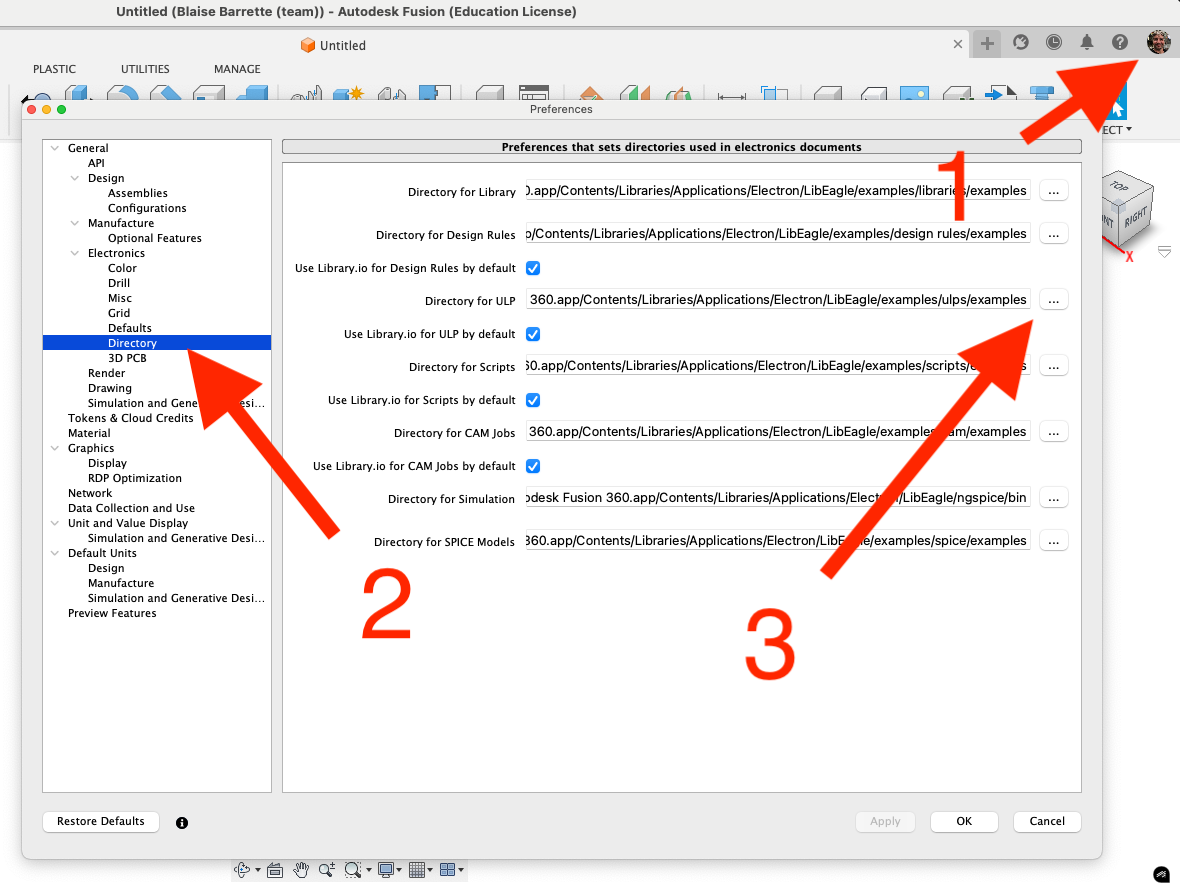 Untitled (Blaise Barrette (team)) - Autodesk Fusion (Education License)
Untitled
PLASTIC UTILITIES MANAGE
Preferences
ECT
1
TOP
RIGHT
X
General
API
Design
Assemblies
Configurations
Manufacture
Optional Features
Electronics
Color
Drill
Misc
Grid
Defaults
Directory
3D PCB
Render
Drawing
Simulation and Gene
Tokens & Cloud Credits
Material
Graphics
Display
RDP Optimization
Network
Data Collection and Use
Unit and Value Display
Simulation and Generative Desi...
Default Units
Design
Manufacture
Simulation and Generative Desi...
Preview Features
Preferences that sets directories used in electronics documents
Directory for Library 0.app/Contents/Libraries/Applications/Electron/LibEagle/examples/libraries/examples ...
Directory for Design Rules p/Contents/Libraries/Applications/Electron/LibEagle/examples/design rules/examples ...
Use Library.io for Design Rules by default
Directory for ULP 360.app/Contents/Libraries/Applications/Electron/LibEagle/examples/ulps/examples ...
Use Library.io for ULP by default
Directory for Scripts 60.app/Contents/Libraries/Applications/Electron/LibEagle/examples/scripts/ ...
Use Library.io for Scripts by default
Directory for CAM Jobs 360.app/Contents/Libraries/Applications/Electron/LibEagle/examples am/examples ...
Use Library.io for CAM Jobs by default
Directory for Simulation odesk Fusion 360.app/Contents/Libraries/Applications/Electron/LibEagle/ngspice/bin ...
Directory for SPICE Models 360.app/Contents/Libraries/Applications/Electron/LibEagle/examples/spice/examples ...
2
3
Restore Defaults
Apply OK Cancel